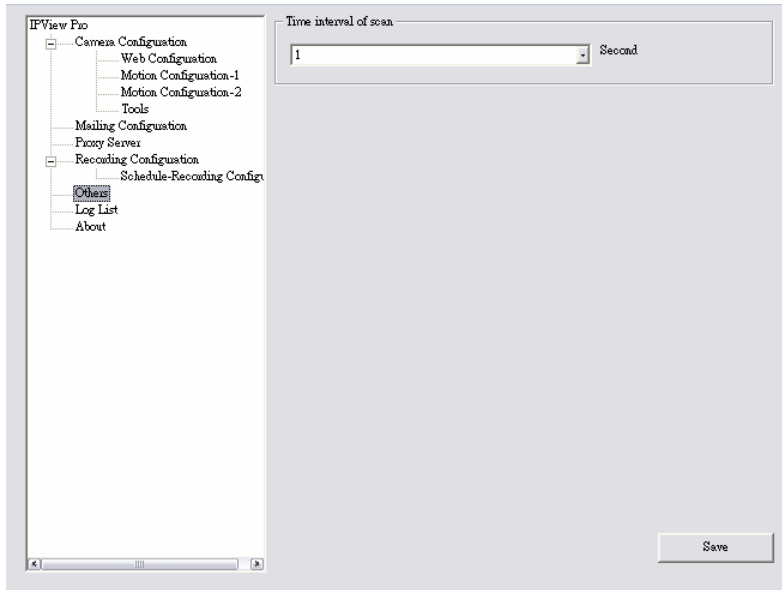 IPView Pro
Camera Configuration
Web Configuration
Motion Configuration-1
Motion Configuration-2
Tools
Mailing Configuration
Proxy Server
Recording Configuration
Schedule-Recording Configu
Others
Log List
About
Time interval of scan
1
Second
Save